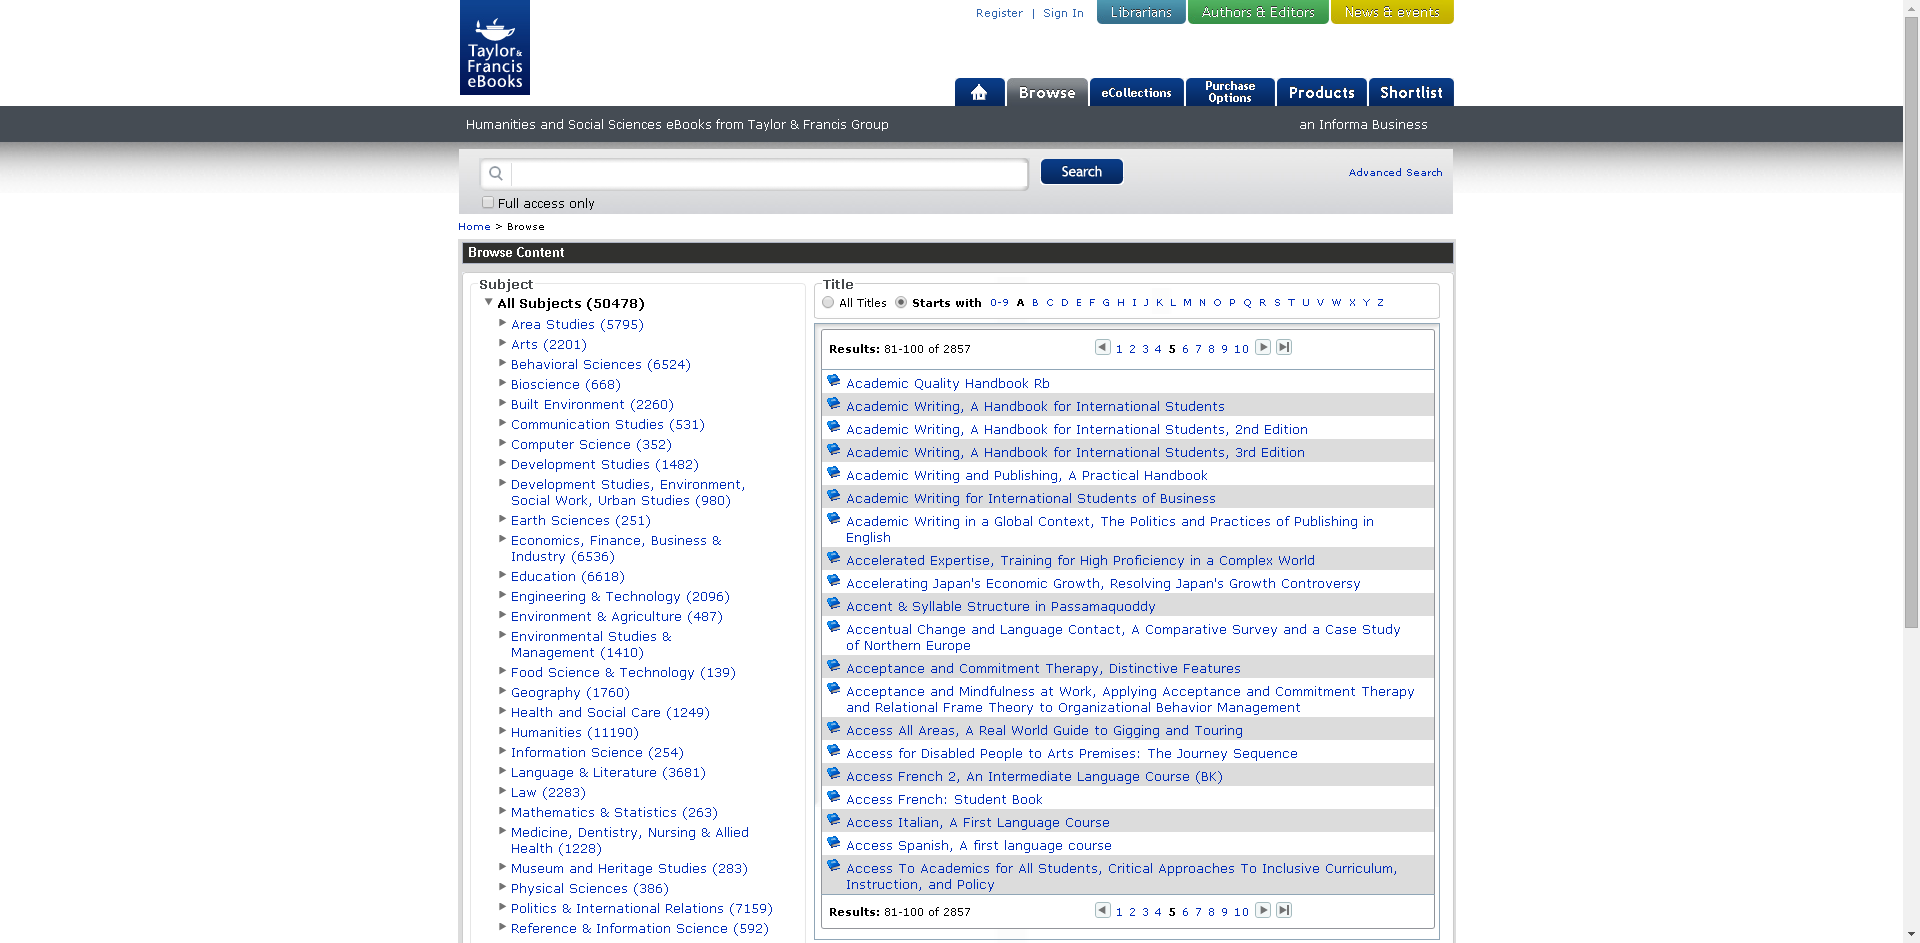 Register | Sign In Librarians Authors & Editors News & events
Taylor &
Francis
eBooks
Browse eCollections Purchase Options Products Shortlist
Humanities and Social Sciences eBooks from Taylor & Francis Group an Informa Business
Search Advanced Search
Full access only
Home > Browse
Browse Content
Subject
All Subjects (50478)
Area Studies (5795)
Arts (2201)
Behavioral Sciences (6524)
Bioscience (668)
Built Environment (2260)
Communication Studies (531)
Computer Science (352)
Development Studies (1482)
Development Studies, Environment,
Social Work, Urban Studies (980)
Earth Sciences (251)
Economics, Finance, Business &
Industry (6536)
Education (6618)
Engineering & Technology (2096)
Environment & Agriculture (487)
Environmental Studies &
Management (1410)
Food Science & Technology (139)
Geography (1760)
Health and Social Care (1249)
Humanities (11190)
Information Science (254)
Language & Literature (3681)
Law (2283)
Mathematics & Statistics (263)
Medicine, Dentistry, Nursing & Allied
Health (1228)
Museum and Heritage Studies (283)
Physical Sciences (386)
Politics & International Relations (7159)
Reference & Information Science (592)
Title
All Titles Starts with 0-9 A B C D E F G H I J K L M N O P Q R S T U V W X Y Z
Results: 81-100 of 2857 1 2 3 4 5 6 7 8 9 10
Academic Quality Handbook Rb
Academic Writing, A Handbook for International Students
Academic Writing, A Handbook for International Students, 2nd Edition
Academic Writing, A Handbook for International Students, 3rd Edition
Academic Writing and Publishing, A Practical Handbook
Academic Writing for International Students of Business
Academic Writing in a Global Context, The Politics and Practices of Publishing in
English
Accelerated Expertise, Training for High Proficiency in a Complex World
Accelerating Japan's Economic Growth, Resolving Japan's Growth Controversy
Accent & Syllable Structure in Passamaquoddy
Accentual Change and Language Contact, A Comparative Survey and a Case Study
of Northern Europe
Acceptance and Commitment Therapy, Distinctive Features
Acceptance and Mindfulness at Work, Applying Acceptance and Commitment Therapy
and Relational Frame Theory to Organizational Behavior Management
Access All Areas, A Real World Guide to Gigging and Touring
Access for Disabled People to Arts Premises: The Journey Sequence
Access French 2, An Intermediate Language Course (BK)
Access French: Student Book
Access Italian, A First Language Course
Access Spanish, A first language course
Access To Academics for All Students, Critical Approaches To Inclusive Curriculum,
Instruction, and Policy
Results: 81-100 of 2857 1 2 3 4 5 6 7 8 9 10